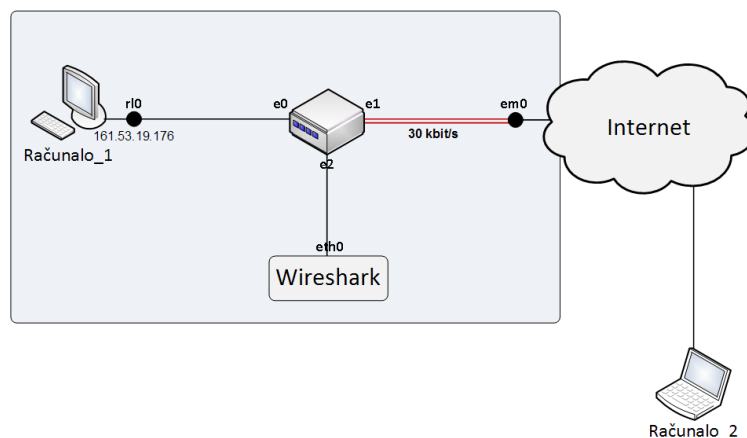 rl0
e0
e1
em0
161.53.19.176
30 kbit/s
Internet
Računalo_1
e2
eth0
Wireshark
Računalo_2